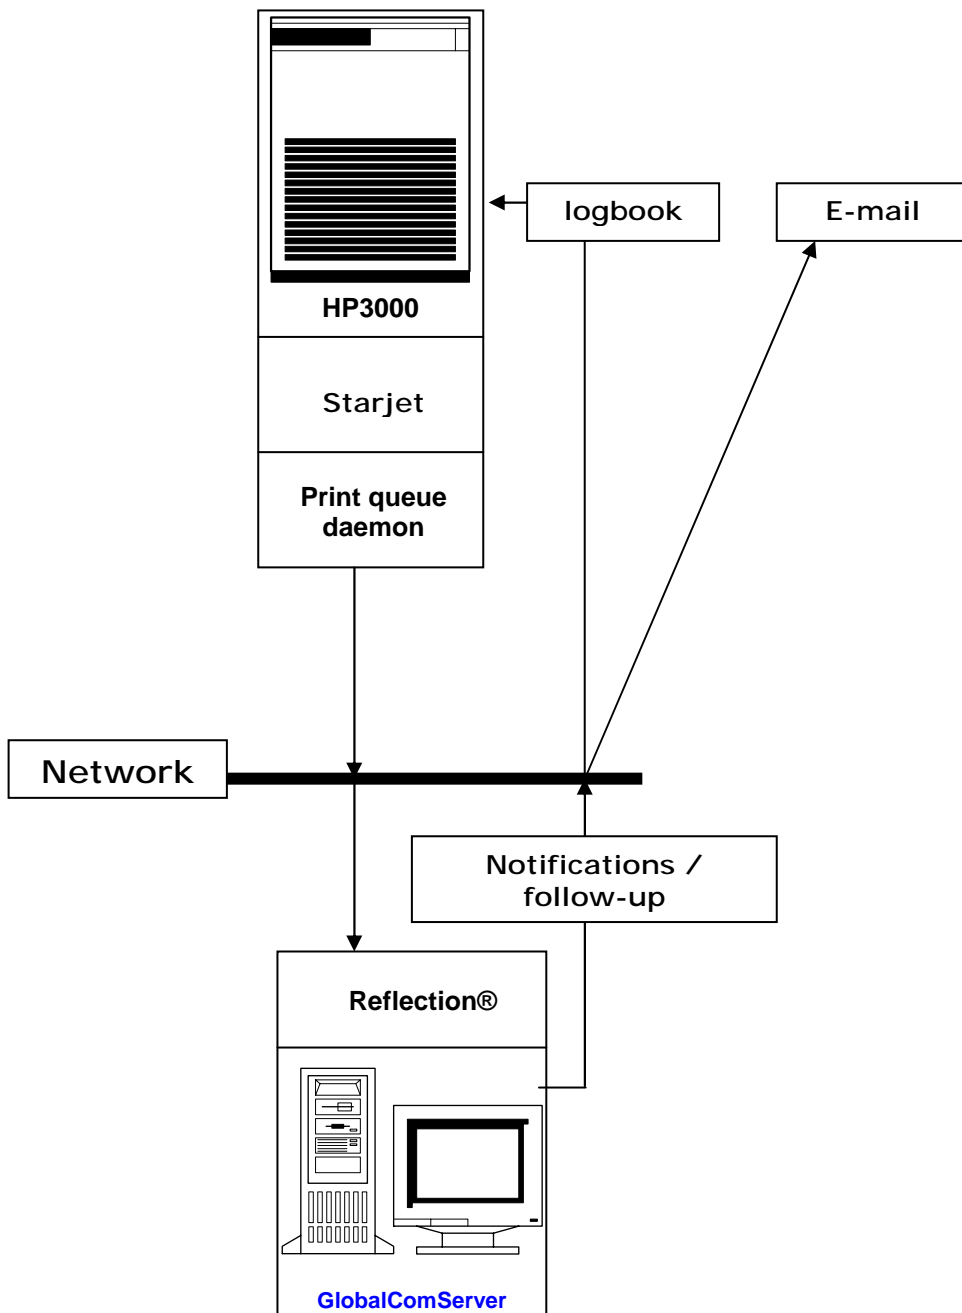 logbook
E-mail
HP3000
Starjet
Print queue
daemon
Network
Notifications /
follow-up
Reflection®
GlobalComServer